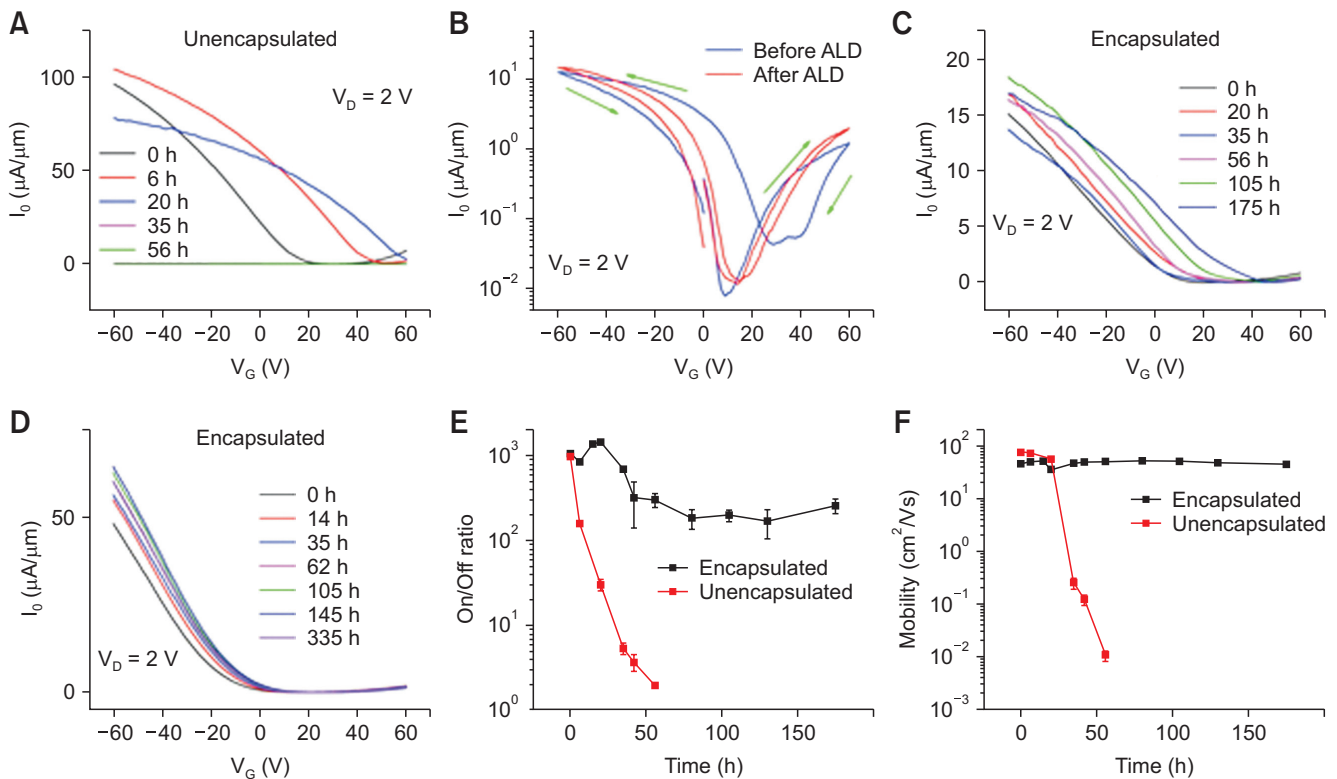 A
Unencapsulated
V_D = 2 V
0 h
6 h
20 h
35 h
56 h
100
50
0
I_0 (μA/μm)
−60 −40 −20 0 20 40 60
V_G (V)
B
Before ALD
After ALD
10^2
10^1
10^0
10^−1
10^−2
I_0 (μA/μm)
V_D = 2 V
−60 −40 −20 0 20 40 60
V_G (V)
C
Encapsulated
0 h
20 h
35 h
56 h
105 h
175 h
20
15
10
5
0
I_0 (μA/μm)
V_D = 2 V
−60 −40 −20 0 20 40 60
V_G (V)
D
Encapsulated
0 h
14 h
35 h
62 h
105 h
145 h
335 h
50
0
I_0 (μA/μm)
V_D = 2 V
−60 −40 −20 0 20 40 60
V_G (V)
E
10^3
10^2
10^1
10^0
On/Off ratio
Encapsulated
Unencapsulated
0 50 100 150
Time (h)
F
10^2
10^1
10^0
10^−1
10^−2
10^−3
Mobility (cm^2/Vs)
Encapsulated
Unencapsulated
0 50 100 150
Time (h)